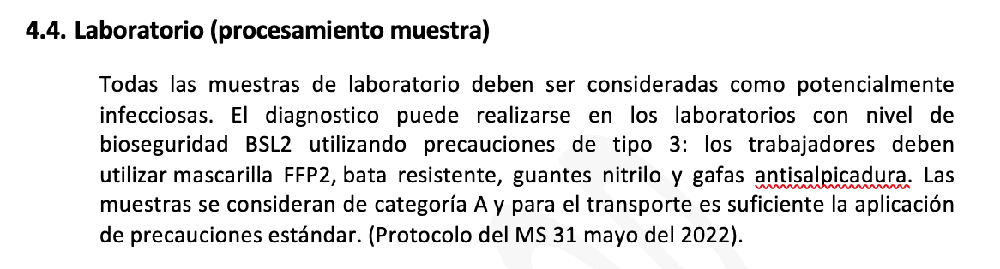 4.4. Laboratorio (procesamiento muestra)
Todas las muestras de laboratorio deben ser consideradas como potencialmente
infecciosas. El diagnostico puede realizarse en los laboratorios con nivel de
bioseguridad BSL2 utilizando precauciones de tipo 3: los trabajadores deben
utilizar mascarilla FFP2, bata resistente, guantes nitrilo y gafas antisalpicadura. Las
muestras se consideran de categoría A y para el transporte es suficiente la aplicación
de precauciones estándar. (Protocolo del MS 31 mayo del 2022).